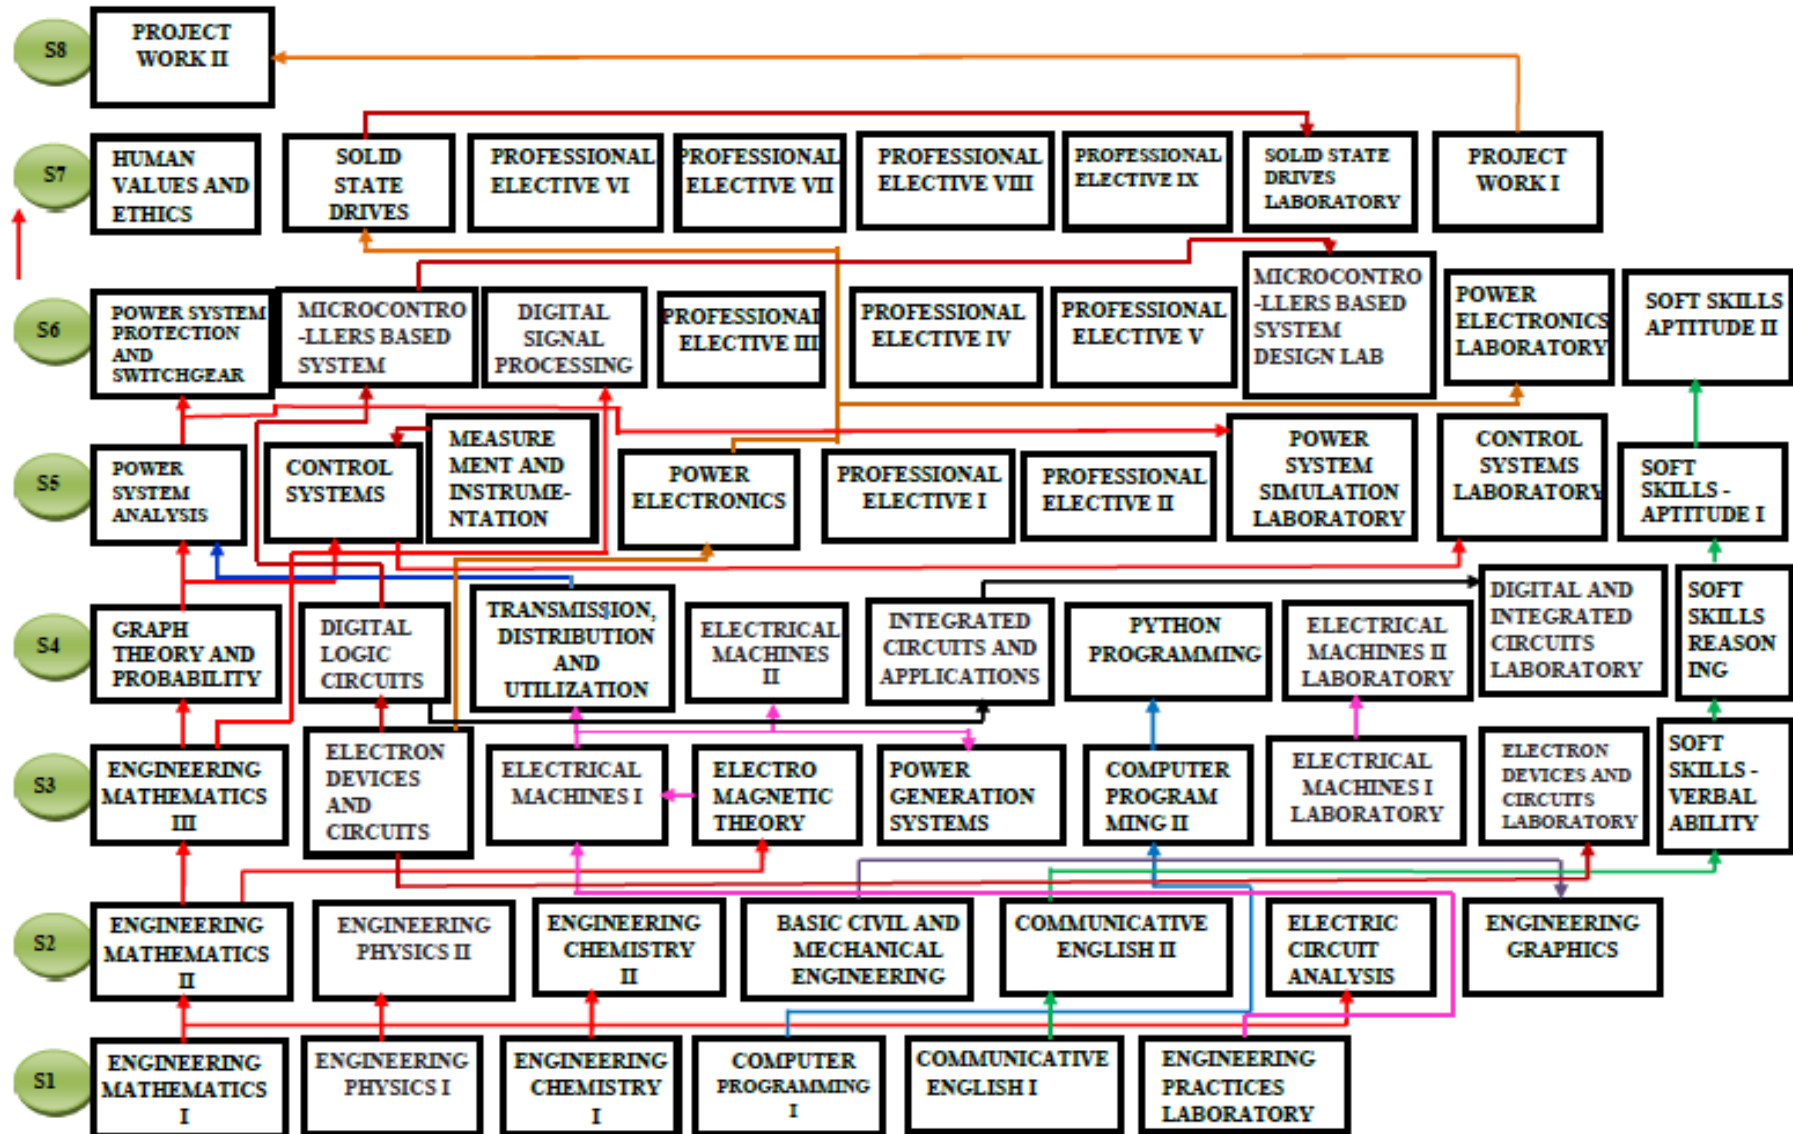 S8
PROJECT
WORK II
S7
HUMAN
VALUES AND
ETHICS
SOLID
STATE
DRIVES
PROFESSIONAL
ELECTIVE VI
PROFESSIONAL
ELECTIVE VII
PROFESSIONAL
ELECTIVE VIII
PROFESSIONAL
ELECTIVE IX
SOLID STATE
DRIVES
LABORATORY
PROJECT
WORK I
S6
POWER SYSTEM
PROTECTION
AND
SWITCHGEAR
MICROCONTRO
-LLERS BASED
SYSTEM
DIGITAL
SIGNAL
PROCESSING
PROFESSIONAL
ELECTIVE III
PROFESSIONAL
ELECTIVE IV
PROFESSIONAL
ELECTIVE V
MICROCONTRO
-LLERS BASED
SYSTEM
DESIGN LAB
POWER
ELECTRONICS
LABORATORY
SOFT SKILLS
APTITUDE II
S5
POWER
SYSTEM
ANALYSIS
CONTROL
SYSTEMS
MEASURE
MENT AND
INSTRUME-
NTATION
POWER
ELECTRONICS
PROFESSIONAL
ELECTIVE I
PROFESSIONAL
ELECTIVE II
POWER
SYSTEM
SIMULATION
LABORATORY
CONTROL
SYSTEMS
LABORATORY
SOFT
SKILLS -
APTITUDE I
S4
GRAPH
THEORY AND
PROBABILITY
DIGITAL
LOGIC
CIRCUITS
TRANSMISSION,
DISTRIBUTION
AND
UTILIZATION
ELECTRICAL
MACHINES
II
INTEGRATED
CIRCUITS AND
APPLICATIONS
PYTHON
PROGRAMMING
ELECTRICAL
MACHINES II
LABORATORY
DIGITAL AND
INTEGRATED
CIRCUITS
LABORATORY
SOFT
SKILLS
REASON
ING
S3
ENGINEERING
MATHEMATICS
III
ELECTRON
DEVICES
AND
CIRCUITS
ELECTRICAL
MACHINES I
ELECTRO
MAGNETIC
THEORY
POWER
GENERATION
SYSTEMS
COMPUTER
PROGRAM
MING II
ELECTRICAL
MACHINES I
LABORATORY
ELECTRON
DEVICES AND
CIRCUITS
LABORATORY
SOFT
SKILLS -
VERBAL
ABILITY
S2
ENGINEERING
MATHEMATICS
II
ENGINEERING
PHYSICS II
ENGINEERING
CHEMISTRY
II
BASIC CIVIL AND
MECHANICAL
ENGINEERING
COMMUNICATIVE
ENGLISH II
ELECTRIC
CIRCUIT
ANALYSIS
ENGINEERING
GRAPHICS
S1
ENGINEERING
MATHEMATICS
I
ENGINEERING
PHYSICS I
ENGINEERING
CHEMISTRY
I
COMPUTER
PROGRAMMING
I
COMMUNICATIVE
ENGLISH I
ENGINEERING
PRACTICES
LABORATORY